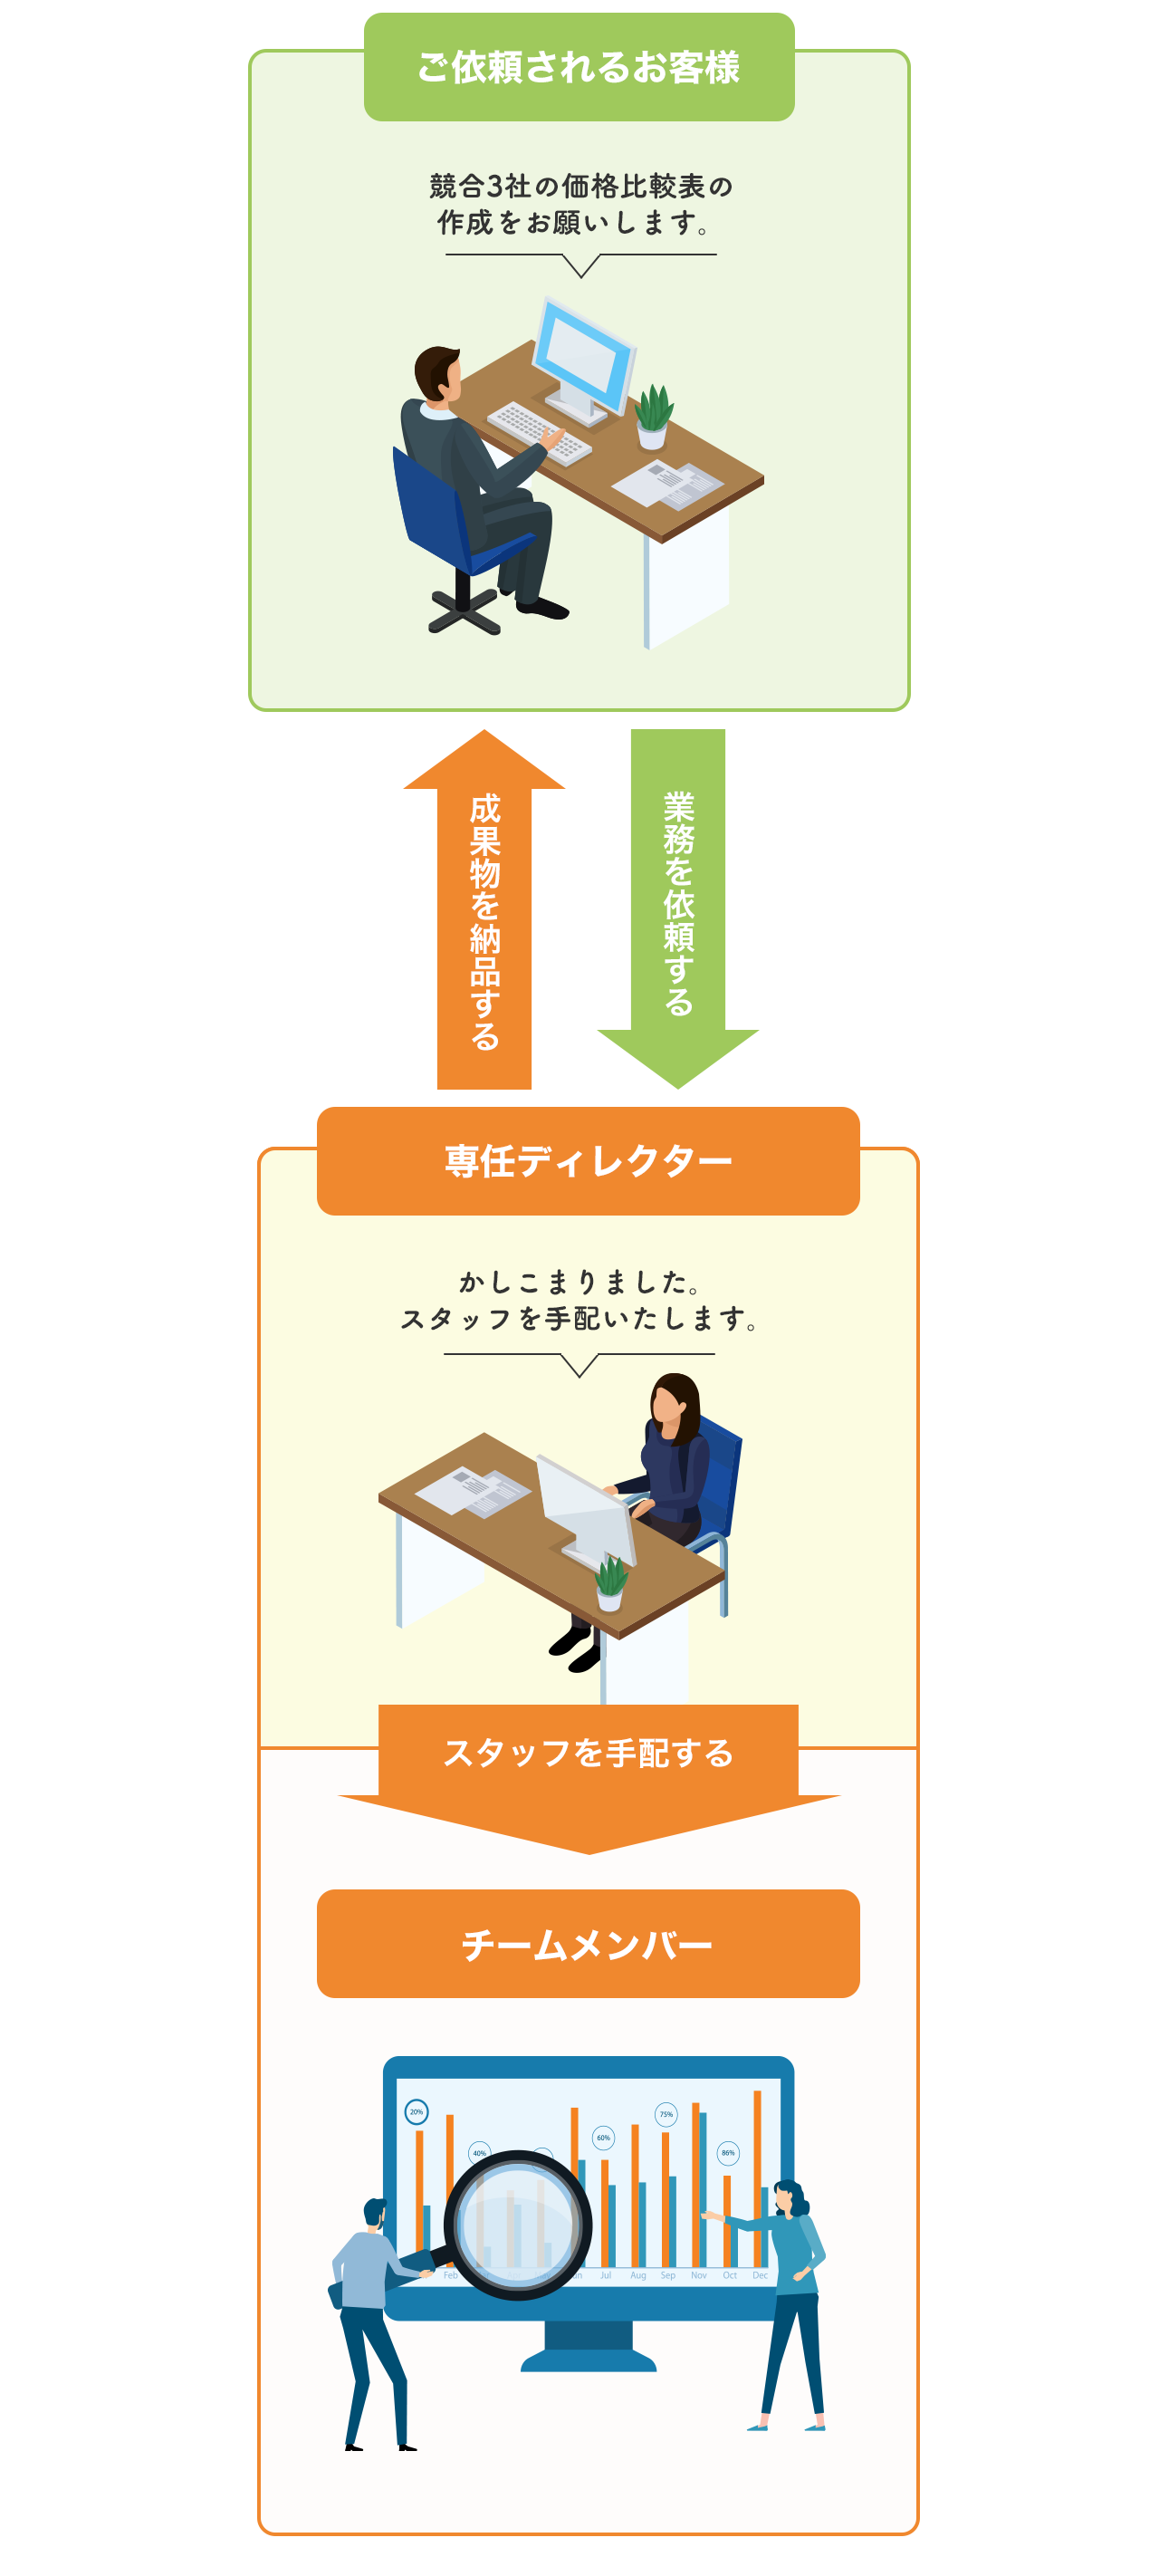 ご依頼されるお客様
競合3社の価格比較表の
作成をお願いします。
成果物を納品する
業務を依頼する
専任ディレクター
かしこまりました。
スタッフを手配いたします。
スタッフを手配する
チームメンバー
20%
40%
60%
75%
86%
Feb
Jul
Aug
Sep
Nov
Oct
Dec